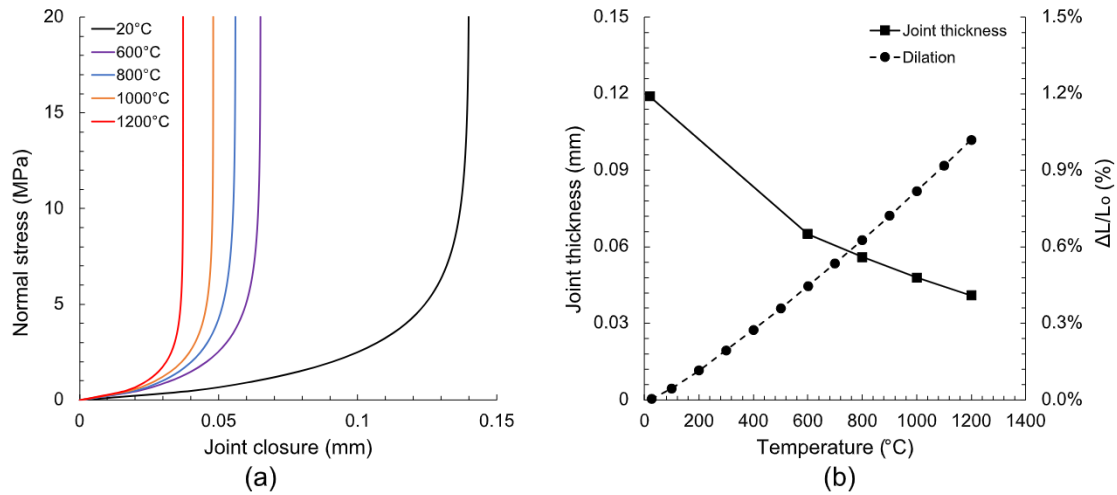 20
15
10
5
0
0
0.05
0.1
0.15
Normal stress (MPa)
Joint closure (mm)
20°C
600°C
800°C
1000°C
1200°C
(a)
0.15
0.12
0.09
0.06
0.03
0
Joint thickness (mm)
Joint thickness
Dilation
1.5%
1.2%
0.9%
0.6%
0.3%
0.0%
ΔL/L₀ (%)
0 200 400 600 800 1000 1200 1400
Temperature (°C)
(b)